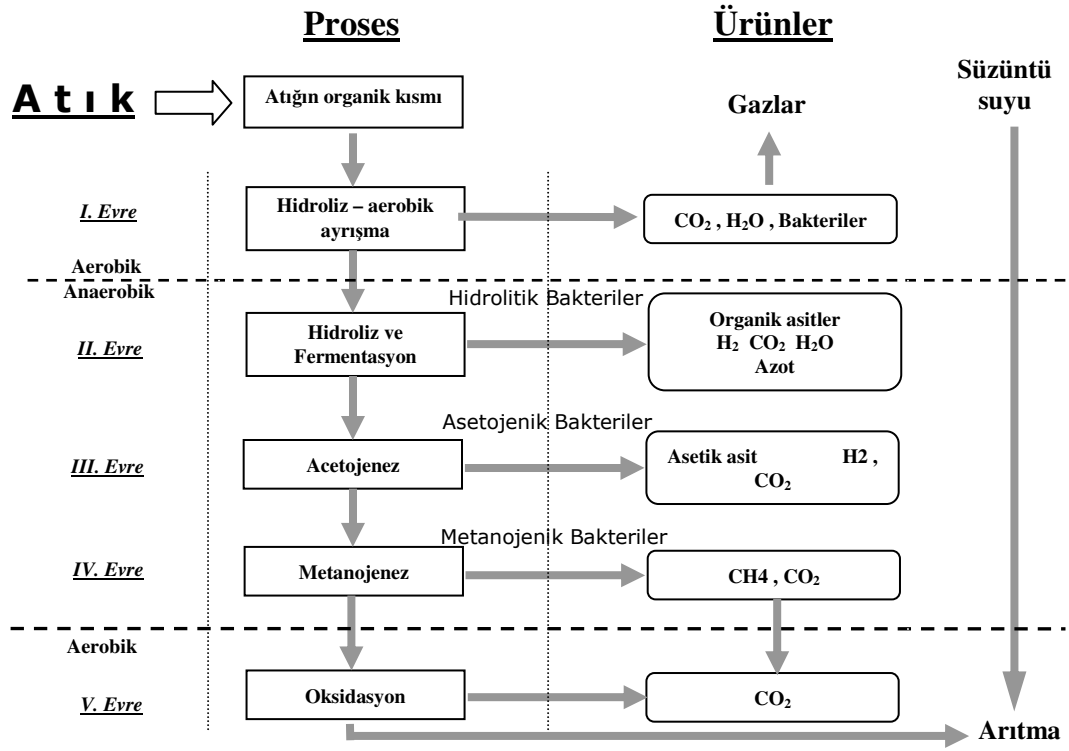 Proses
Ürünler
A t ı k
Atığın organik kısmı
Gazlar
Süzüntü
suyu
I. Evre
Hidroliz – aerobik
ayrışma
CO₂ , H₂O , Bakteriler
Aerobik
Anaerobik
Hidrolitik Bakteriler
II. Evre
Hidroliz ve
Fermentasyon
Organik asitler
H₂ CO₂ H₂O
Azot
Asetojenik Bakteriler
III. Evre
Acetojenez
Asetik asit H2 ,
CO₂
Metanojenik Bakteriler
IV. Evre
Metanojenez
CH4 , CO₂
Aerobik
V. Evre
Oksidasyon
CO₂
Arıtma